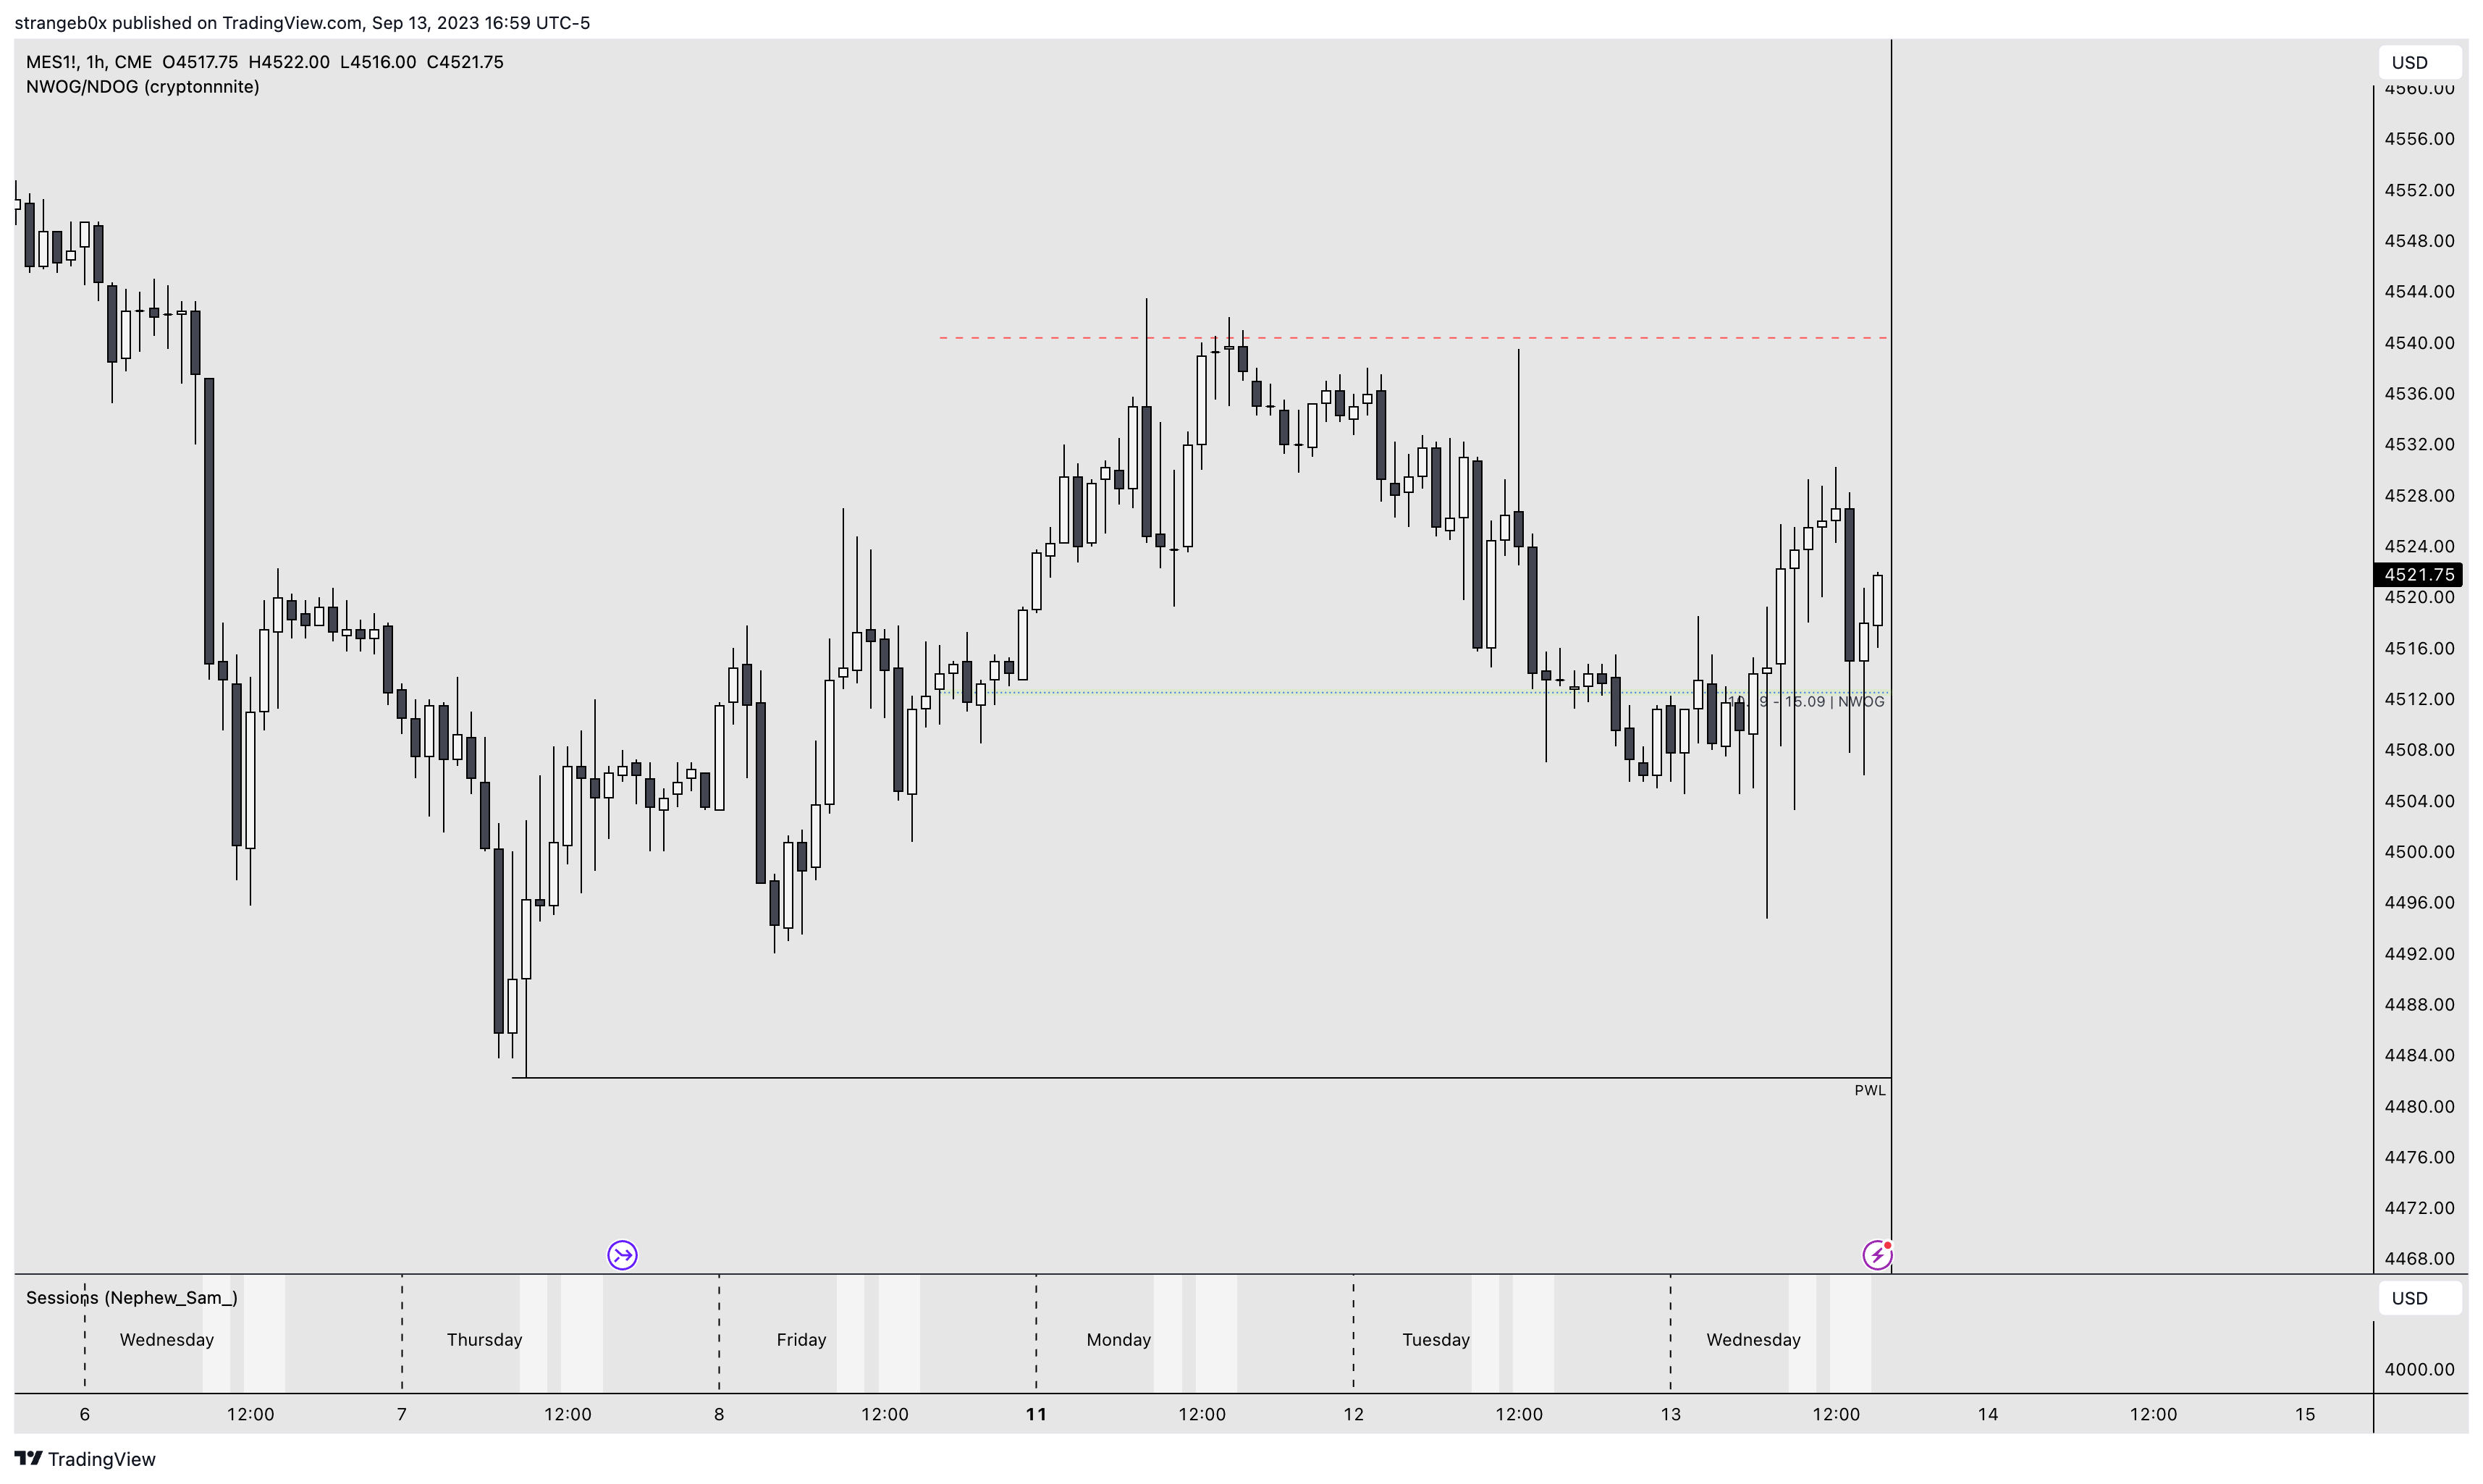 strangeb0x published on TradingView.com, Sep 13, 2023 16:59 UTC-5
MES1!, 1h, CME O4517.75 H4522.00 L4516.00 C4521.75
NWOG/NDOG (cryptonnnite)
USD
4560.00
4556.00
4552.00
4548.00
4544.00
4540.00
4536.00
4532.00
4528.00
4524.00
4521.75
4520.00
4516.00
4512.00
- 15.09 | NWOG
4508.00
4504.00
4500.00
4496.00
4492.00
4488.00
4484.00
PWL
4480.00
4476.00
4472.00
4468.00
Sessions (Nephew_Sam_)
USD
Wednesday Thursday Friday Monday Tuesday Wednesday
4000.00
6 12:00 7 12:00 8 12:00 11 12:00 12 12:00 13 12:00 14 12:00 15
TradingView